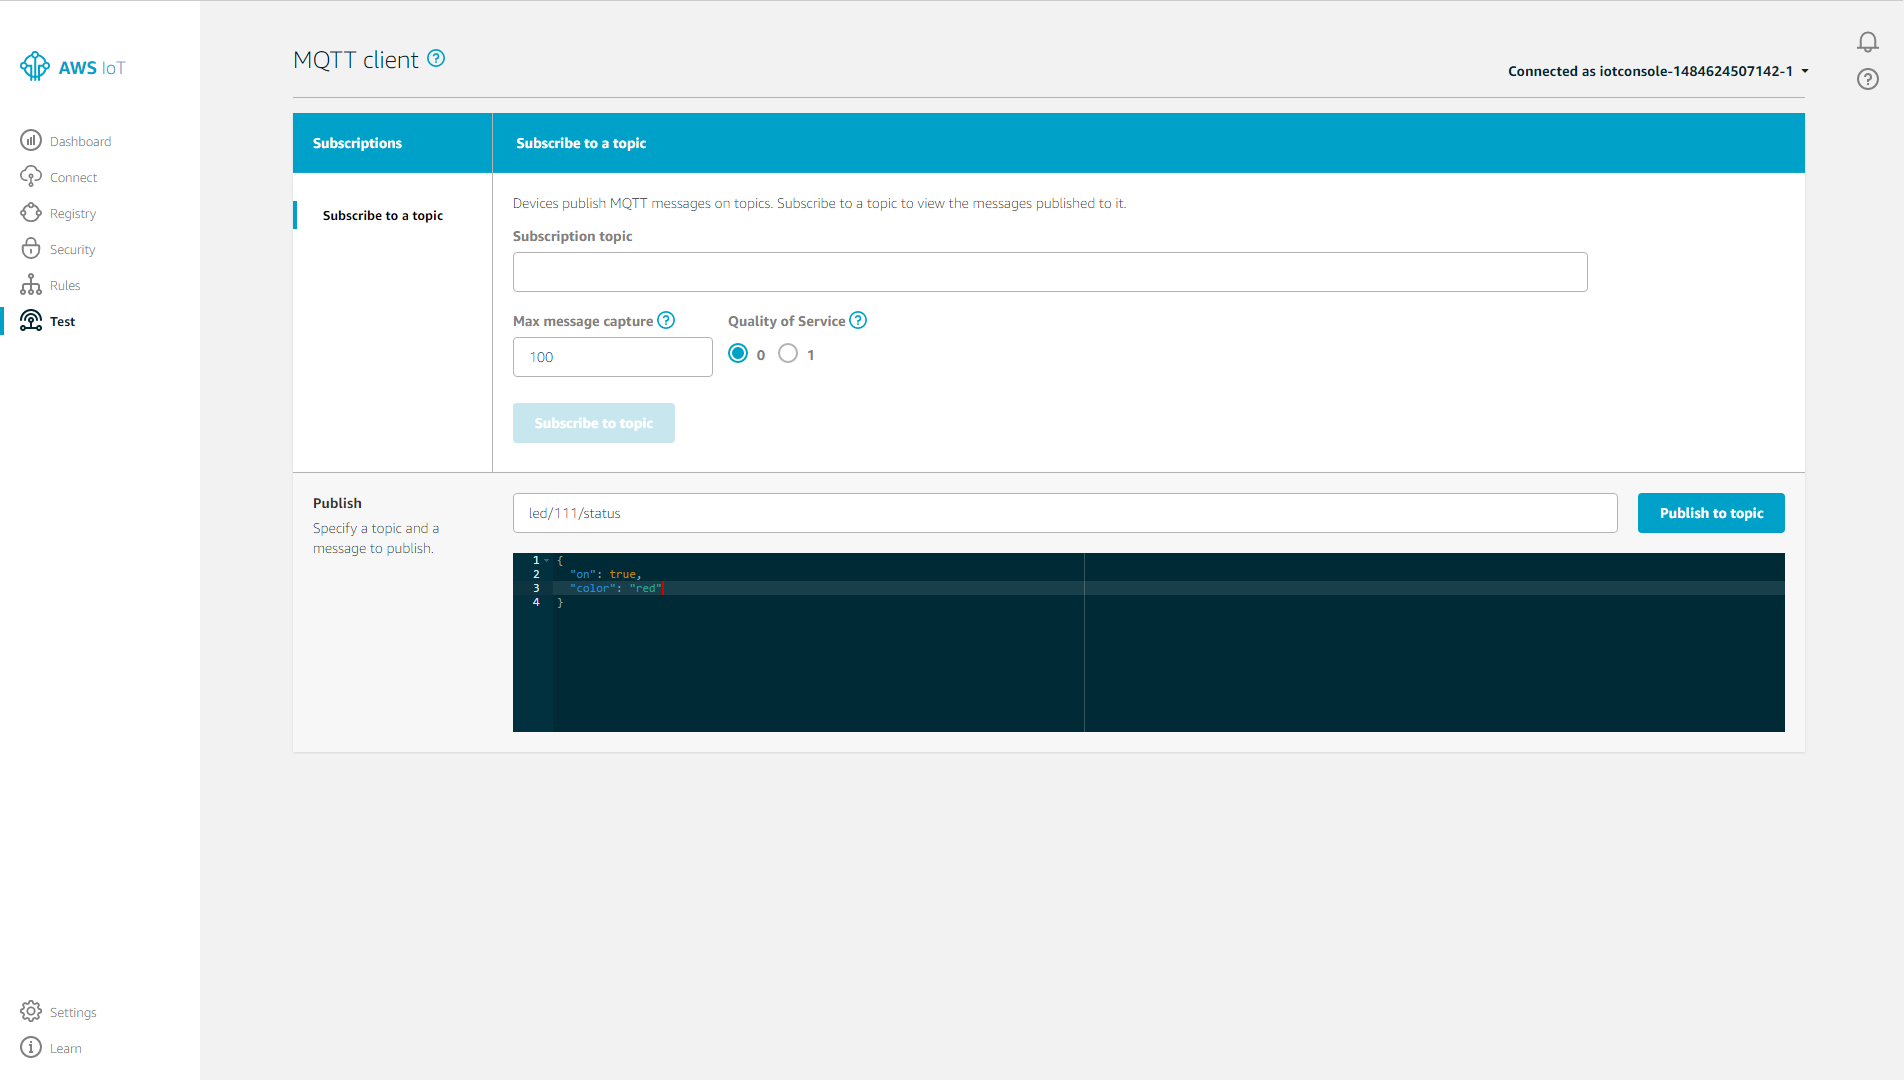 AWS IoT
Dashboard
Connect
Registry
Security
Rules
Test
Settings
Learn
MQTT client ?
Connected as iotconsole-1484624507142-1
?
Subscriptions
Subscribe to a topic
Subscribe to a topic
Devices publish MQTT messages on topics. Subscribe to a topic to view the messages published to it.
Subscription topic
Max message capture ?
Quality of Service ?
100
0 1
Subscribe to topic
Publish
Specify a topic and a
message to publish.
led/111/status
Publish to topic
1 {
2 "on": true,
3 "color": "red"
4 }